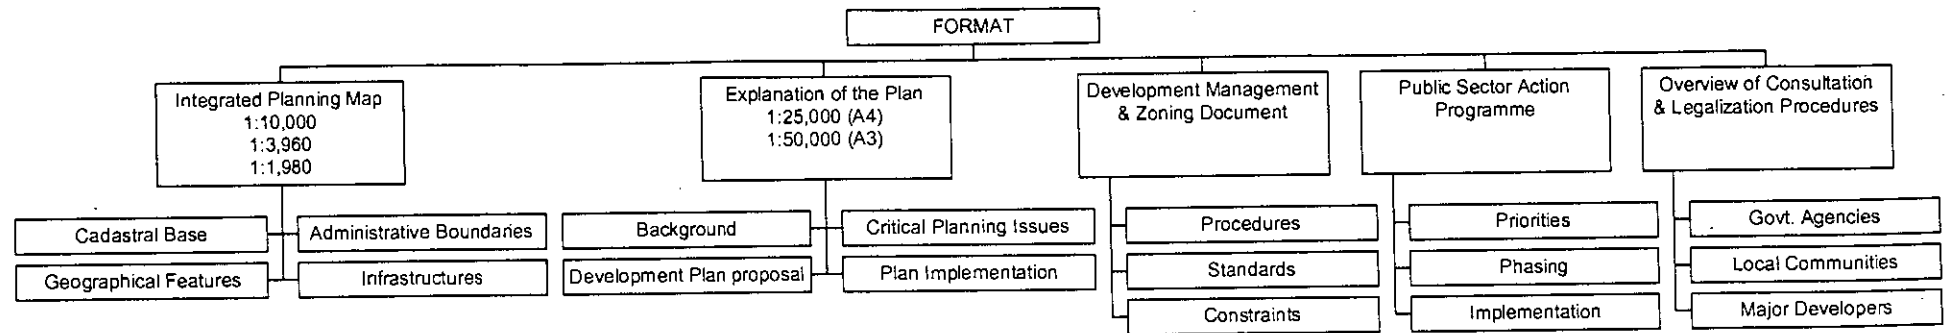 FORMAT
Integrated Planning Map
1:10,000
1:3,960
1:1,980
Explanation of the Plan
1:25,000 (A4)
1:50,000 (A3)
Development Management
& Zoning Document
Public Sector Action
Programme
Overview of Consultation
& Legalization Procedures
Cadastral Base
Administrative Boundaries
Geographical Features
Infrastructures
Background
Critical Planning Issues
Development Plan proposal
Plan Implementation
Procedures
Standards
Constraints
Priorities
Phasing
Implementation
Govt. Agencies
Local Communities
Major Developers